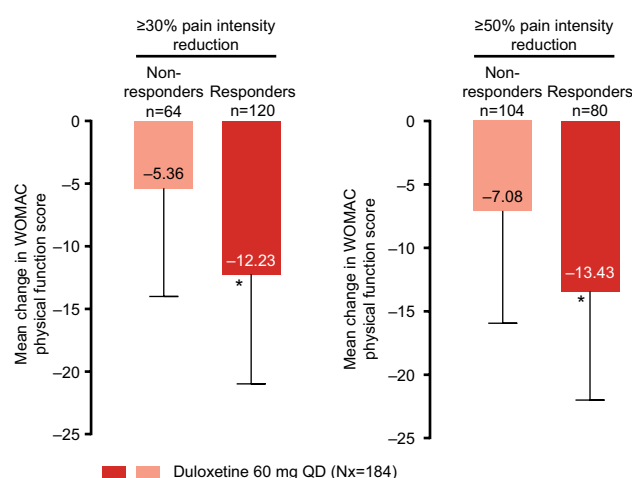 ≥30% pain intensity
reduction
Non-
responders Responders
n=64 n=120
0
–5
–10
–15
–20
–25
Mean change in WOMAC
physical function score
–5.36
–12.23
*
≥50% pain intensity
reduction
Non-
responders Responders
n=104 n=80
0
–5
–10
–15
–20
–25
Mean change in WOMAC
physical function score
–7.08
–13.43
*
Duloxetine 60 mg QD (Nx=184)